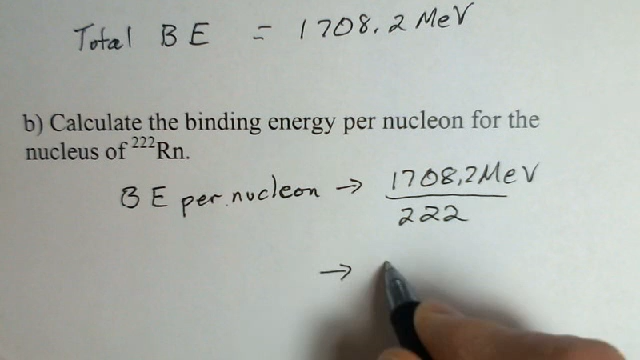 Total BE = 1708.2 MeV
b) Calculate the binding energy per nucleon for the
nucleus of ²²²Rn.
BE per nucleon → 1708.2MeV
222
→